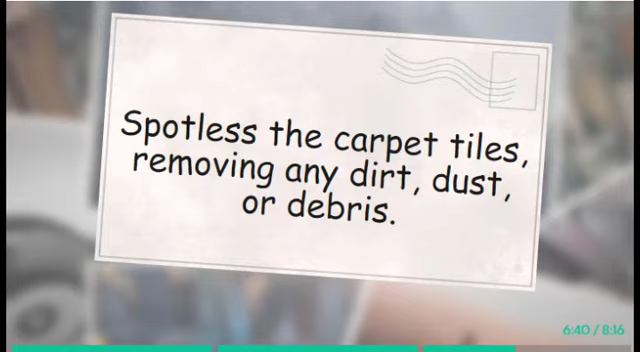 Spotless the carpet tiles,
removing any dirt, dust,
or debris.
6:40 / 8:16